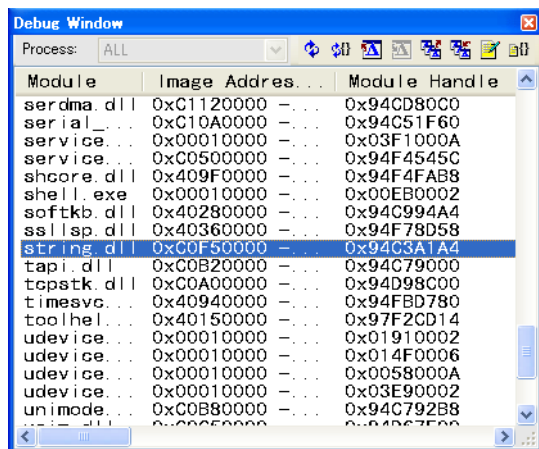 Debug Window
Process: ALL
Module Image Addres... Module Handle
serdma.dll 0xC1120000 -... 0x94CD80C0
serial_... 0xC10A0000 -... 0x94C51F60
service... 0x00010000 -... 0x03F1000A
service... 0xC0500000 -... 0x94F4545C
shcore.dll 0x409F0000 -... 0x94F4FAB8
shell.exe 0x00010000 -... 0x00EB0002
softkb.dll 0x40280000 -... 0x94C994A4
ssllsp.dll 0x40360000 -... 0x94F78D58
string.dll 0xC0F50000 -... 0x94C3A1A4
tapi.dll 0xC0B20000 -... 0x94C79000
tcpstk.dll 0xC0A00000 -... 0x94D98C00
timesvc... 0x40940000 -... 0x94FBD780
toolhel... 0x40150000 -... 0x97F2CD14
udevice... 0x00010000 -... 0x01910002
udevice... 0x00010000 -... 0x014F0006
udevice... 0x00010000 -... 0x0058000A
udevice... 0x00010000 -... 0x03E90002
unimode... 0xC0B80000 -... 0x94C792B8